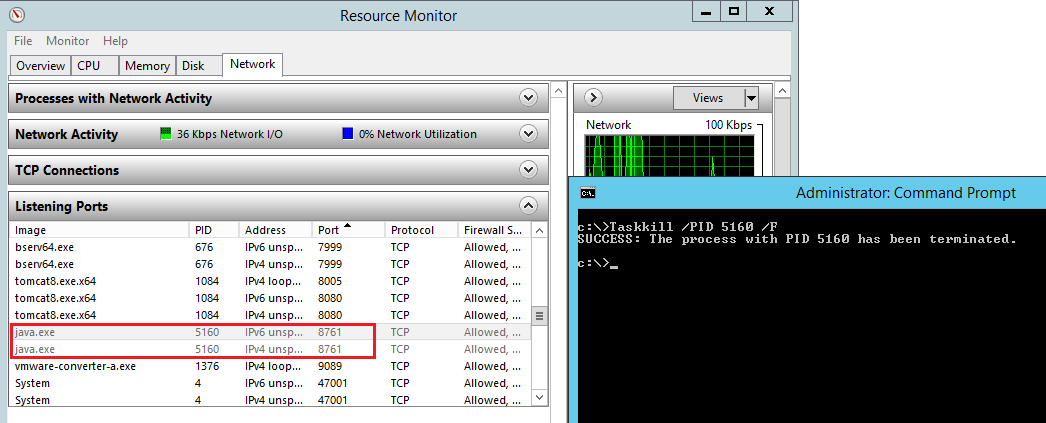 Resource Monitor
File Monitor Help
Overview CPU Memory Disk Network
Processes with Network Activity
Network Activity 36 Kbps Network I/O 0% Network Utilization
TCP Connections
Listening Ports
Image PID Address Port Protocol Firewall S...
bserv64.exe 676 IPv6 unsp... 7999 TCP Allowed, ...
bserv64.exe 676 IPv4 unsp... 7999 TCP Allowed, ...
tomcat8.exe.x64 1084 IPv4 loop... 8005 TCP Allowed, ...
tomcat8.exe.x64 1084 IPv6 unsp... 8080 TCP Allowed, ...
tomcat8.exe.x64 1084 IPv4 unsp... 8080 TCP Allowed, ...
java.exe 5160 IPv6 unsp... 8761 TCP Allowed, ...
java.exe 5160 IPv4 unsp... 8761 TCP Allowed, ...
vmware-converter-a.exe 1376 IPv4 loop... 9089 TCP Allowed, ...
System 4 IPv6 unsp... 47001 TCP Allowed, ...
System 4 IPv4 unsp... 47001 TCP Allowed, ...
Views
Network 100 Kbps
C:\.
Administrator: Command Prompt
c:\>Taskkill /PID 5160 /F
SUCCESS: The process with PID 5160 has been terminated.
c:\>_